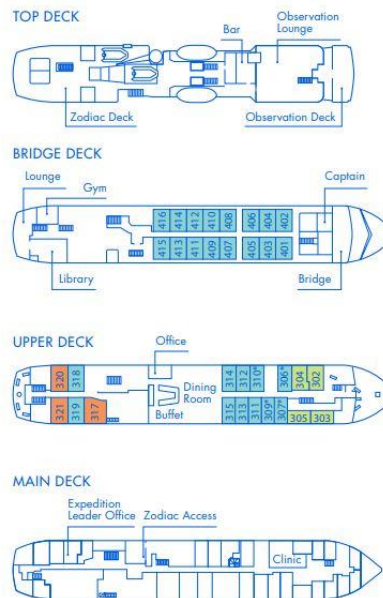 TOP DECK
Bar
Observation
Lounge
Zodiac Deck
Observation Deck
BRIDGE DECK
Lounge
Gym
Captain
416 414 412 410 408 406 404 402
415 413 411 409 407 405 403 401
Library
Bridge
UPPER DECK
Office
320 318
314 312 310* 306* 304 302
Dining
Room
Buffet
321 319 317
315 313 311 309* 307* 305 303
MAIN DECK
Expedition
Leader Office
Zodiac Access
Clinic